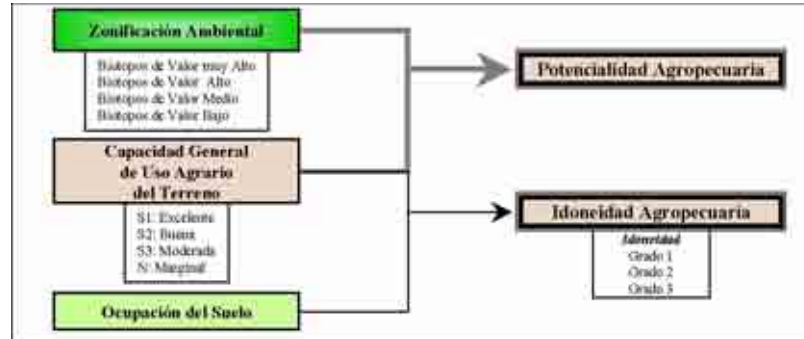 Zonificación Ambiental
Biotopos de Valor muy Alto
Biotopos de Valor Alto
Biotopos de Valor Medio
Biotopos de Valor Bajo
Capacidad General
de Uso Agrario
del Terreno
S1: Excelente
S2: Buena
S3: Moderada
N: Marginal
Ocupación del Suelo
Potencialidad Agropecuaria
Idoneidad Agropecuaria
Idoneidad
Grado 1
Grado 2
Grado 3